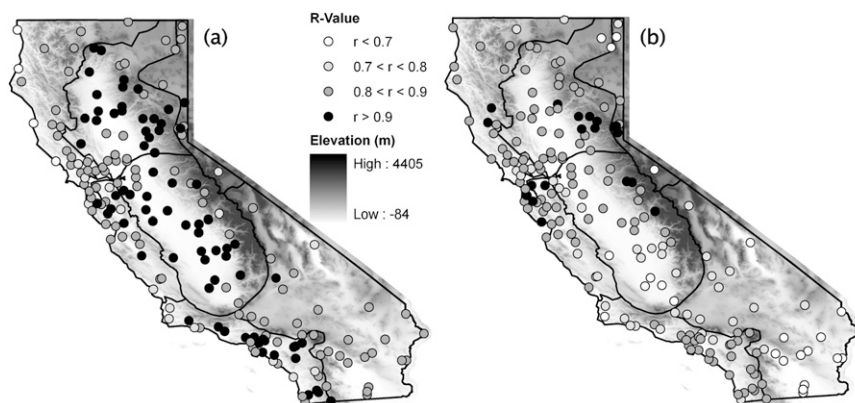 (a)
R-Value
r < 0.7
0.7 < r < 0.8
0.8 < r < 0.9
r > 0.9
Elevation (m)
High : 4405
Low : -84
(b)